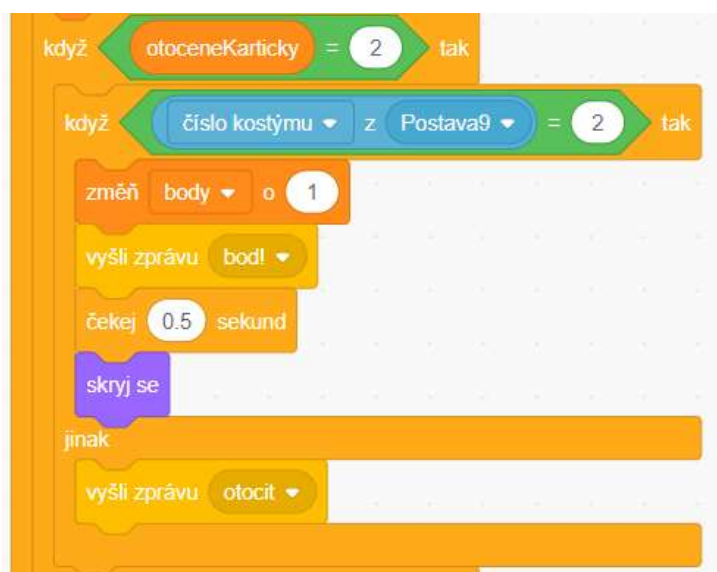 když otoceneKarticky = 2 tak
když číslo kostýmu z Postava9 = 2 tak
změň body o 1
vyšli zprávu bod!
čekej 0.5 sekund
skryj se
jinak
vyšli zprávu otocit